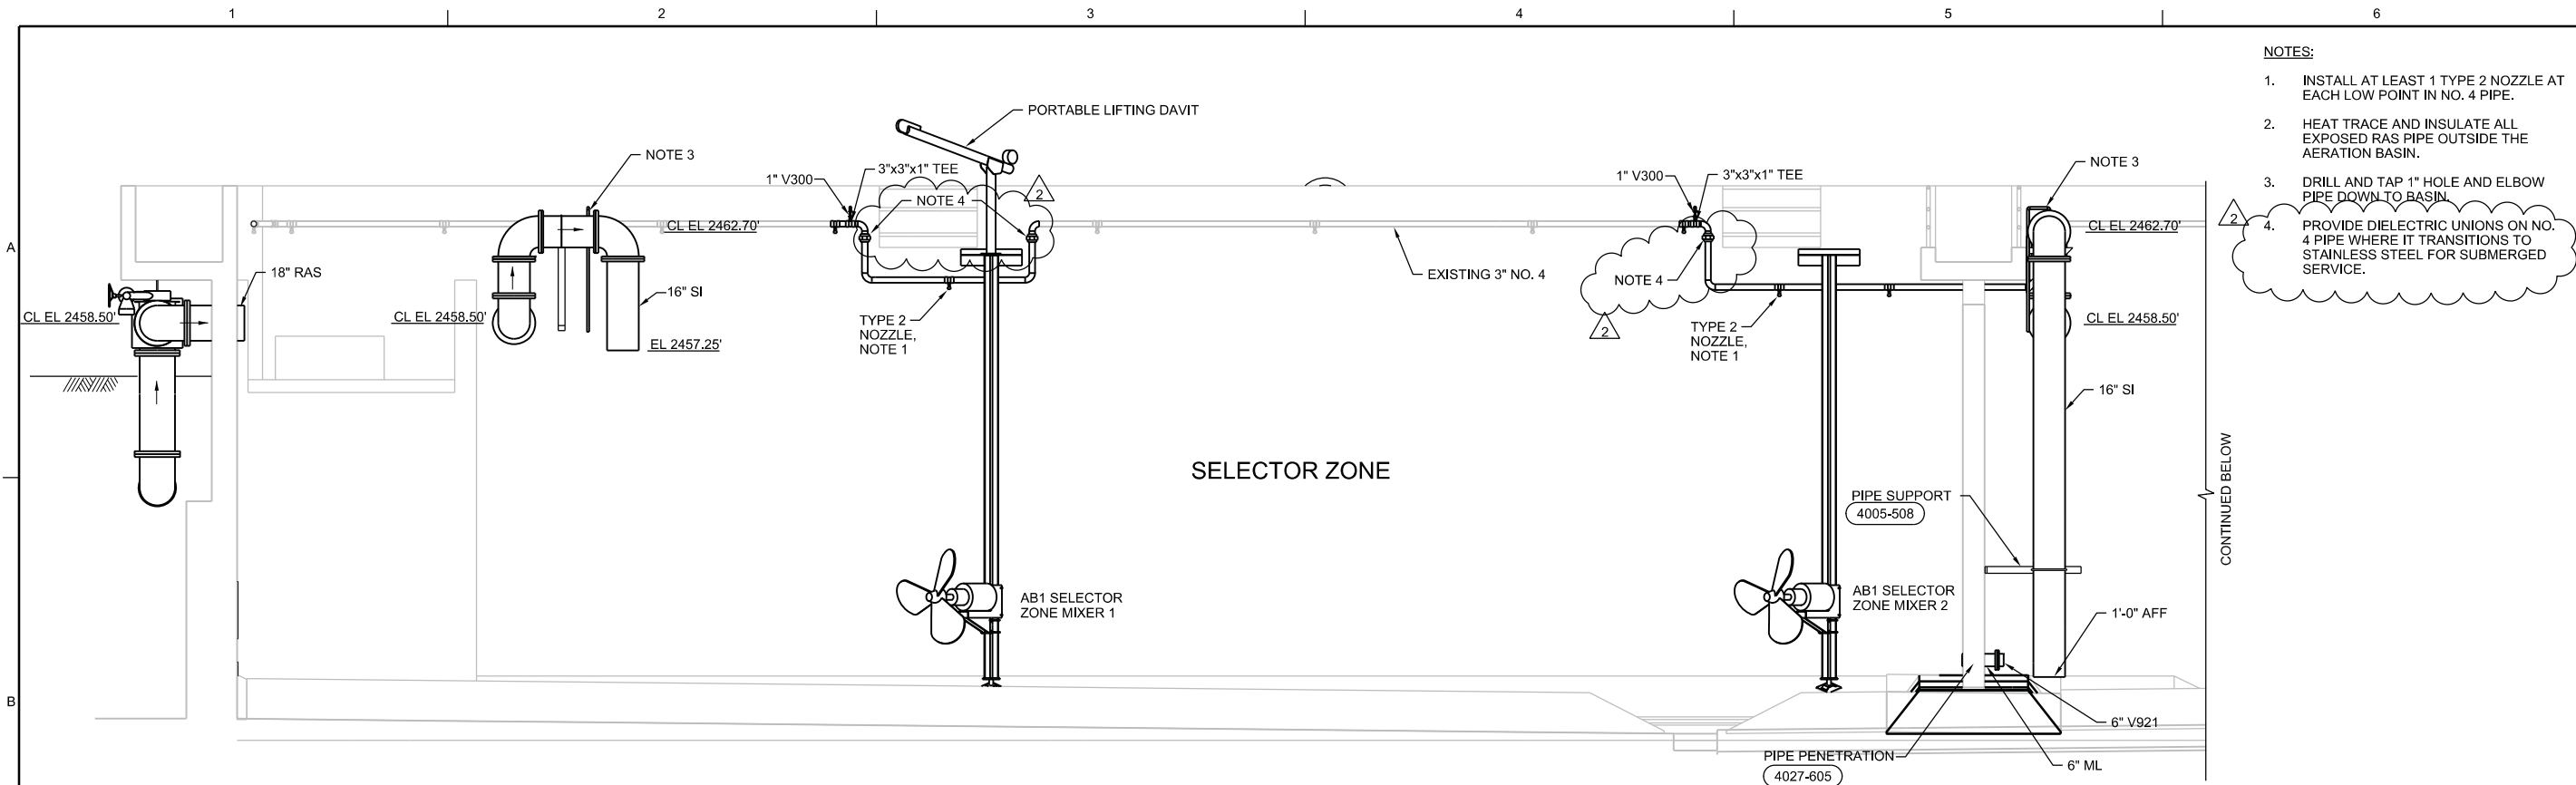 1
2
3
4
5
6
A
B
NOTES:
1. INSTALL AT LEAST 1 TYPE 2 NOZZLE AT
EACH LOW POINT IN NO. 4 PIPE.
2. HEAT TRACE AND INSULATE ALL
EXPOSED RAS PIPE OUTSIDE THE
AERATION BASIN.
3. DRILL AND TAP 1" HOLE AND ELBOW
PIPE DOWN TO BASIN.
2
4. PROVIDE DIELECTRIC UNIONS ON NO.
4 PIPE WHERE IT TRANSITIONS TO
STAINLESS STEEL FOR SUBMERGED
SERVICE.
PORTABLE LIFTING DAVIT
NOTE 3
1" V300
3"x3"x1" TEE
NOTE 4
2
CL EL 2462.70'
18" RAS
CL EL 2458.50'
CL EL 2458.50'
16" SI
EL 2457.25'
TYPE 2
NOZZLE,
NOTE 1
EXISTING 3" NO. 4
1" V300
3"x3"x1" TEE
NOTE 4
2
TYPE 2
NOZZLE,
NOTE 1
NOTE 3
CL EL 2462.70'
CL EL 2458.50'
16" SI
SELECTOR ZONE
PIPE SUPPORT
4005-508
CONTINUED BELOW
AB1 SELECTOR
ZONE MIXER 1
AB1 SELECTOR
ZONE MIXER 2
1'-0" AFF
6" V921
PIPE PENETRATION
4027-605
6" ML